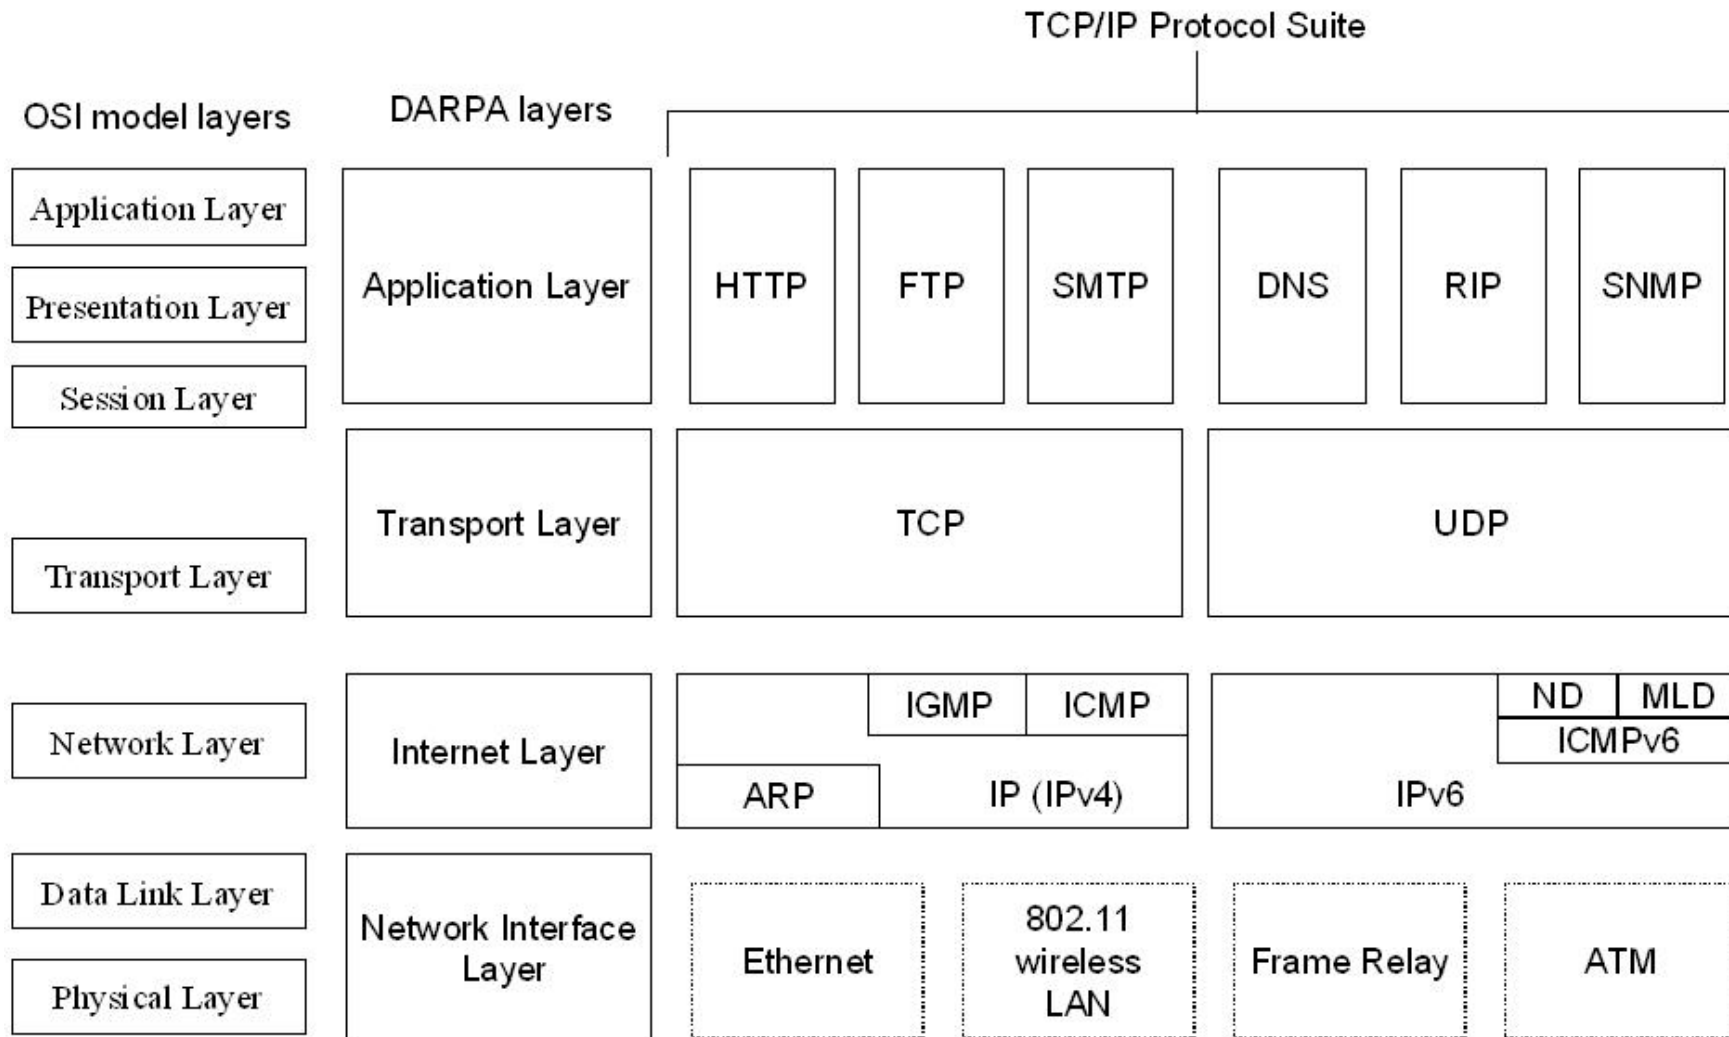 TCP/IP Protocol Suite
OSI model layers
DARPA layers
Application Layer
Presentation Layer
Session Layer
Application Layer
HTTP
FTP
SMTP
DNS
RIP
SNMP
Transport Layer
Transport Layer
TCP
UDP
Network Layer
Internet Layer
IGMP
ICMP
ARP
IP (IPv4)
ND
MLD
ICMPv6
IPv6
Data Link Layer
Physical Layer
Network Interface
Layer
Ethernet
802.11
wireless
LAN
Frame Relay
ATM